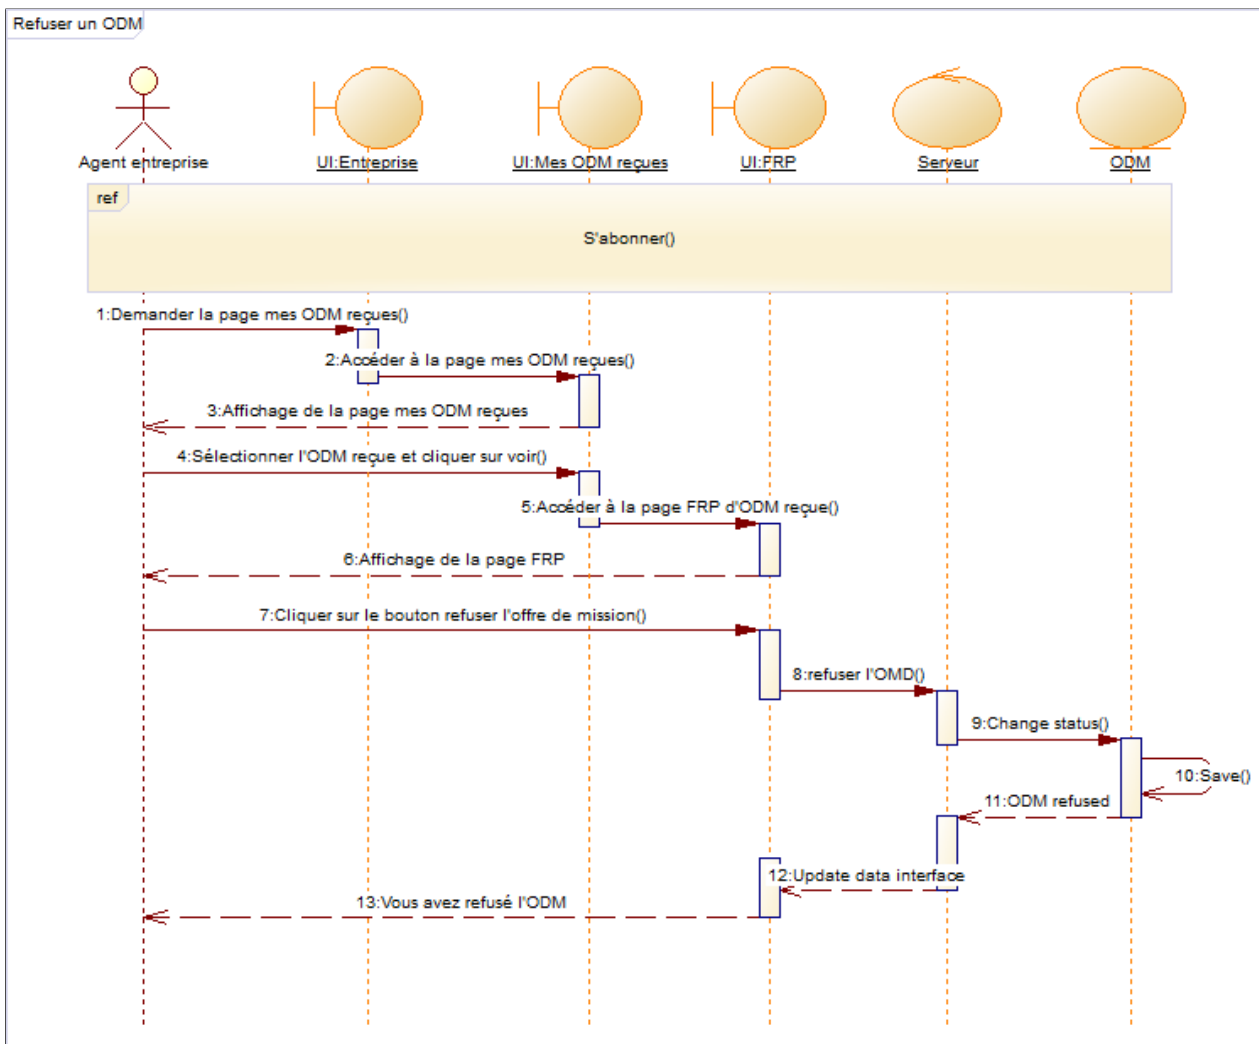 Refuser un ODM
Agent entreprise
UI:Entreprise
UI:Mes ODM reçues
UI:FRP
Serveur
ODM
ref
S'abonner()
1:Demander la page mes ODM reçues()
2:Accéder à la page mes ODM reçues()
3:Affichage de la page mes ODM reçues
4:Sélectionner l'ODM reçue et cliquer sur voir()
5:Accéder à la page FRP d'ODM reçue()
6:Affichage de la page FRP
7:Cliquer sur le bouton refuser l'offre de mission()
8:refuser l'OMD()
9:Change status()
10:Save()
11:ODM refused
12:Update data interface
13:Vous avez refusé l'ODM